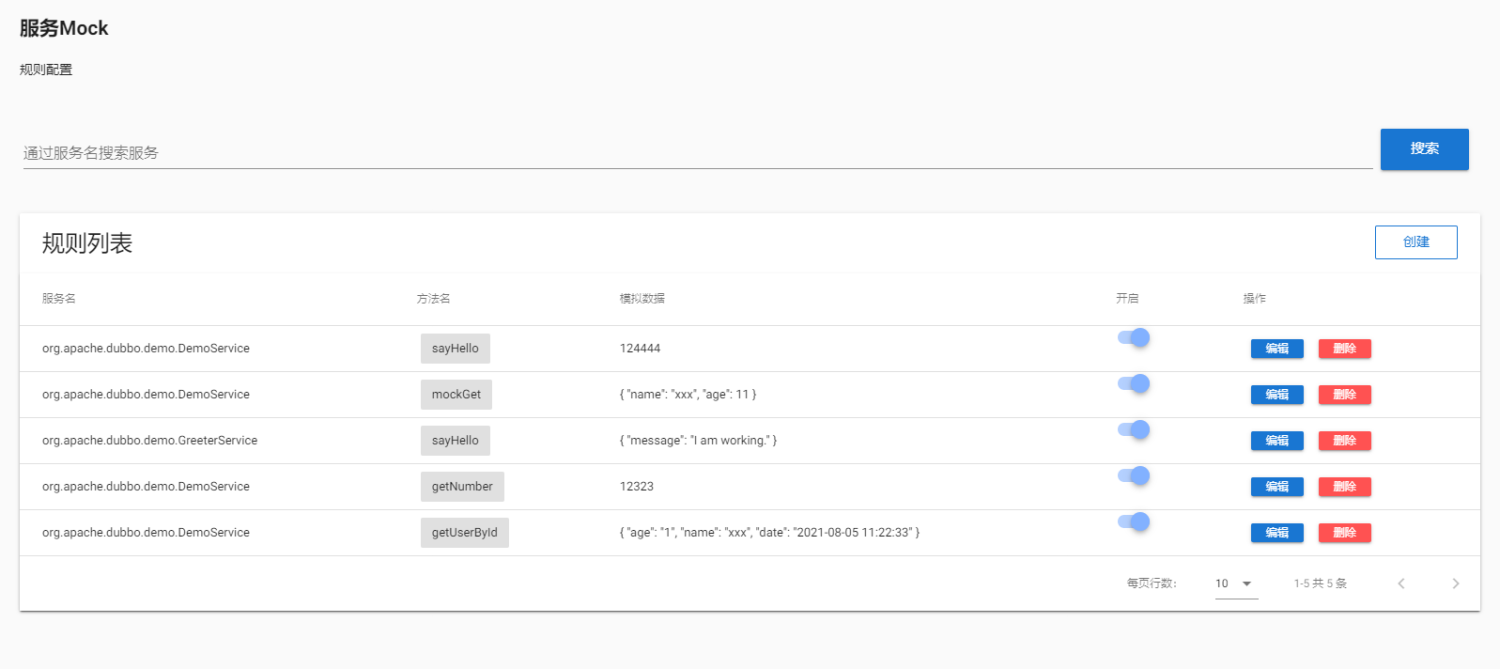 服务Mock
规则配置
通过服务名搜索服务 搜索
规则列表 创建
服务名 方法名 模拟数据 开启 操作
org.apache.dubbo.demo.DemoService sayHello 124444 编辑 删除
org.apache.dubbo.demo.DemoService mockGet { "name": "xxx", "age": 11 } 编辑 删除
org.apache.dubbo.demo.GreeterService sayHello { "message": "I am working." } 编辑 删除
org.apache.dubbo.demo.DemoService getNumber 12323 编辑 删除
org.apache.dubbo.demo.DemoService getUserById { "age": "1", "name": "xxx", "date": "2021-08-05 11:22:33" } 编辑 删除
每页行数: 10 1-5 共 5 条